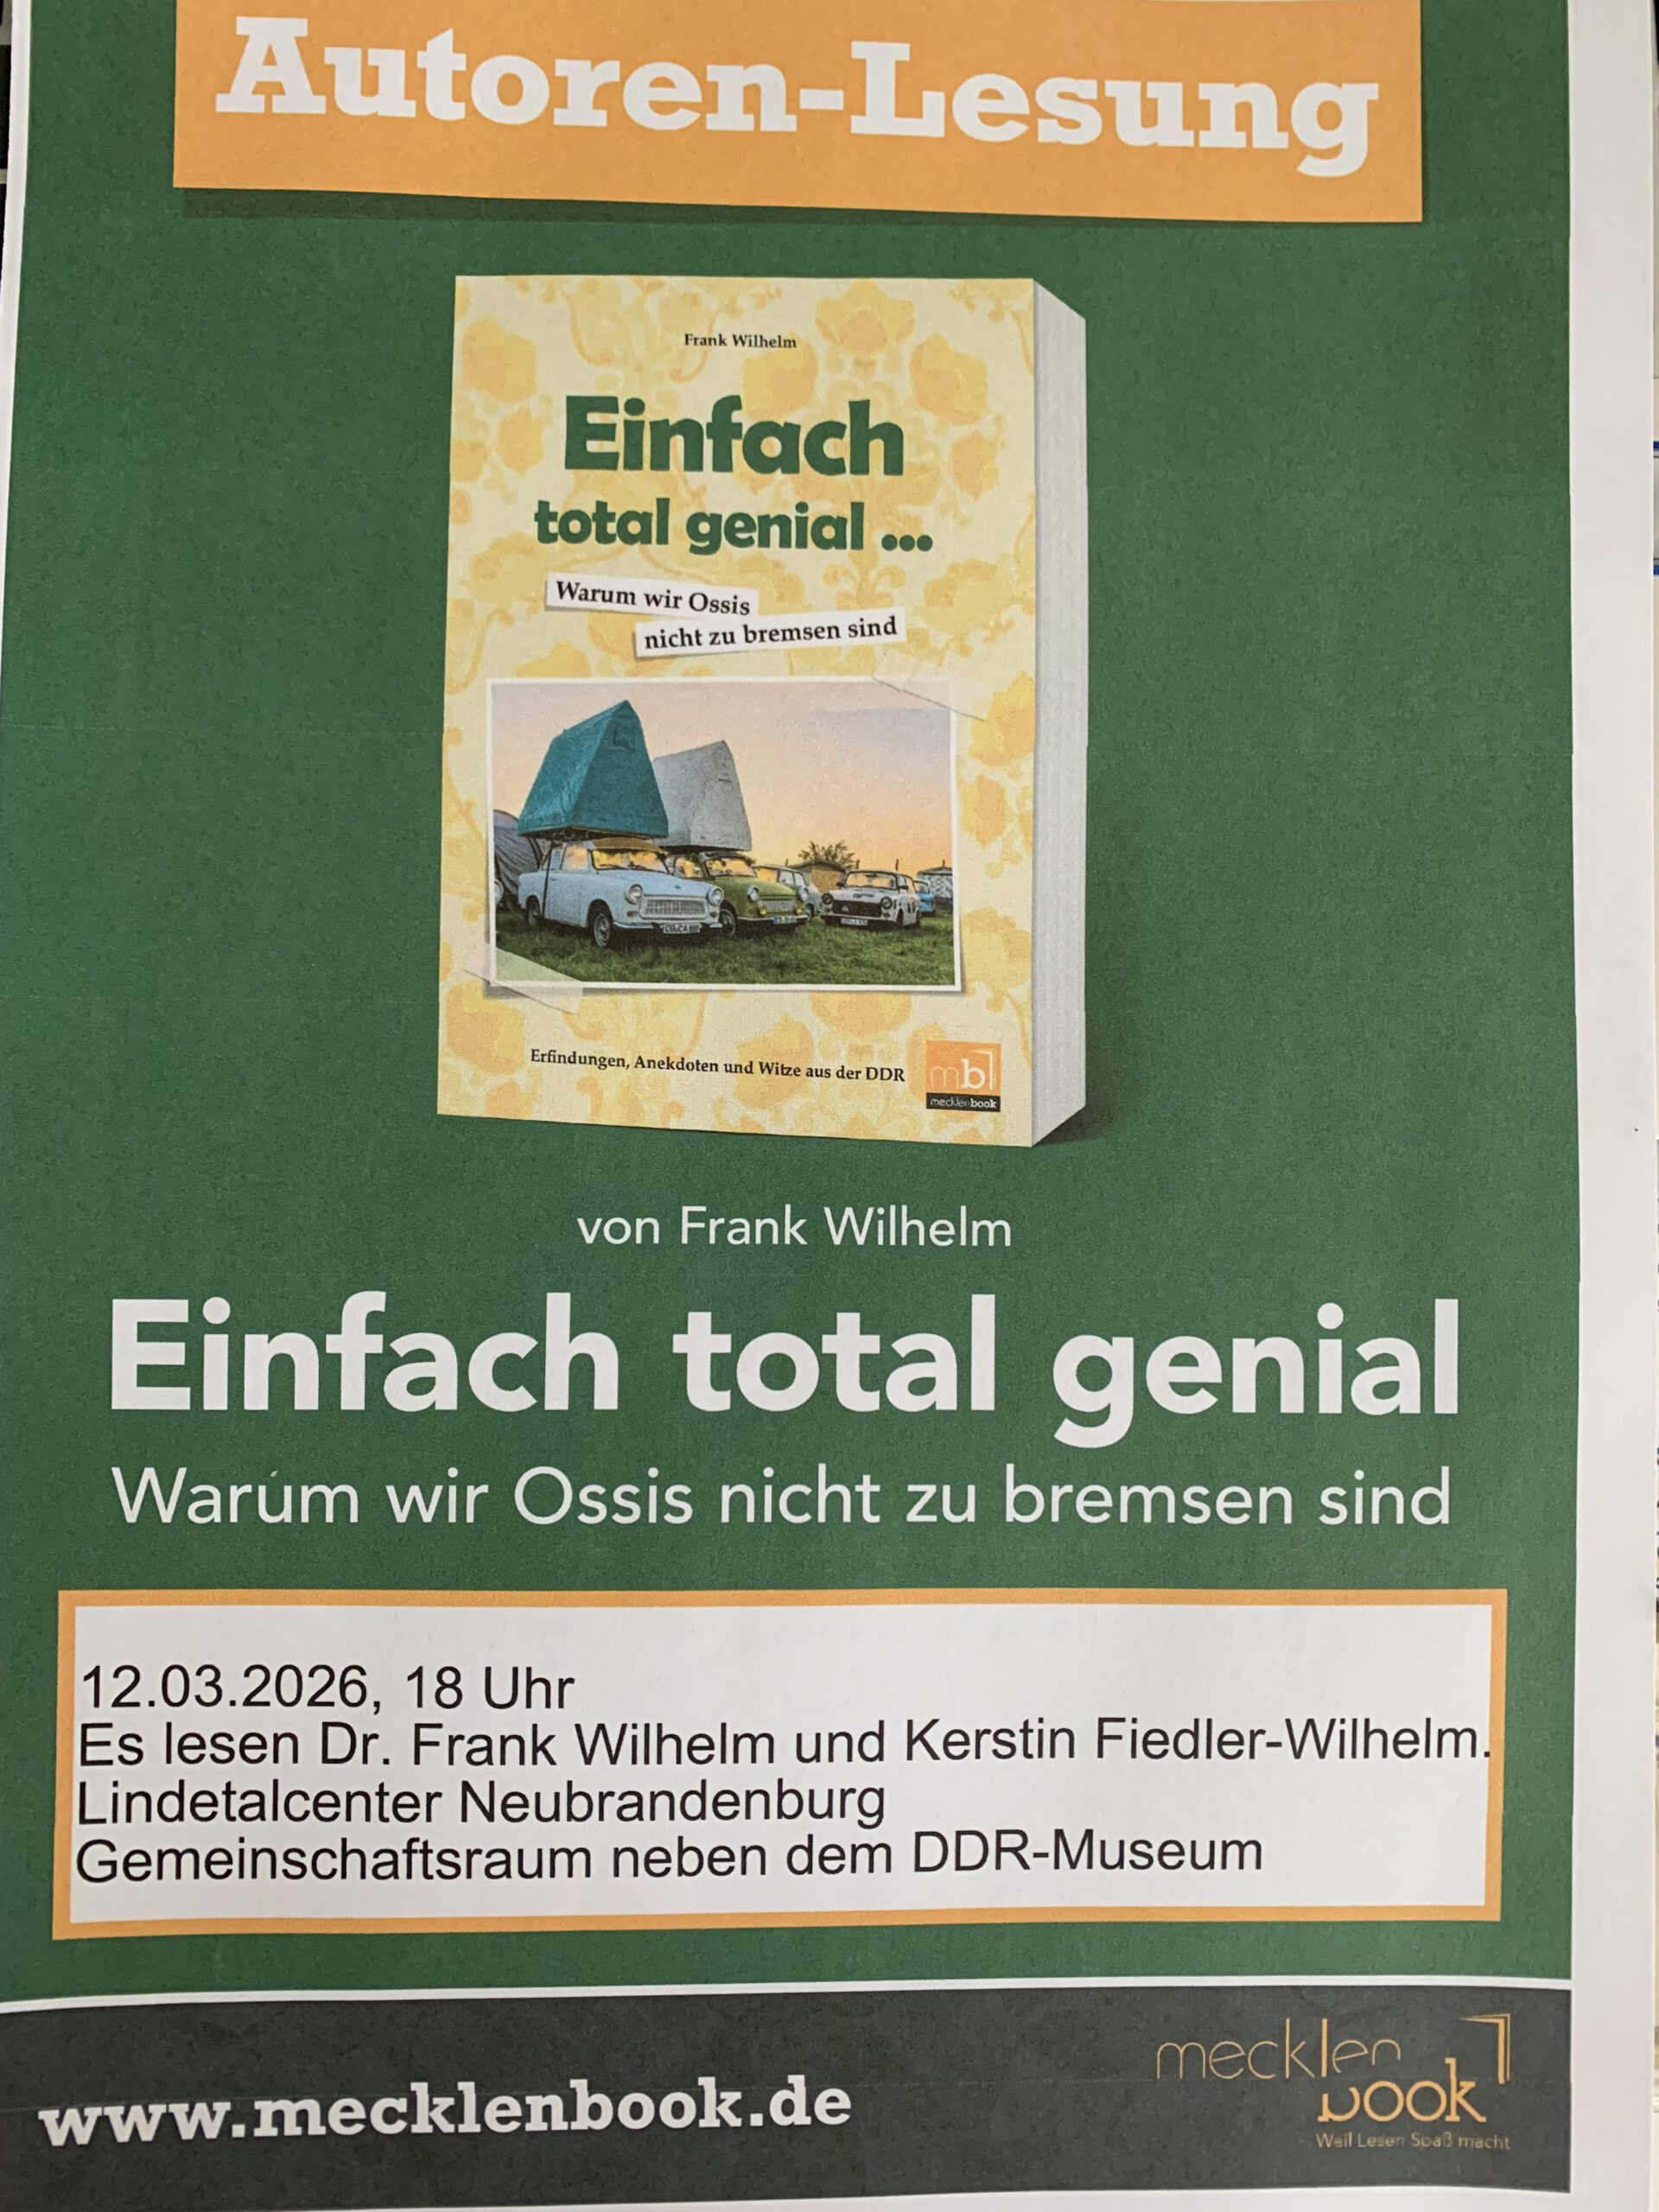 Autoren-Lesung
Frank Wilhelm
Einfach
total genial ...
Warum wir Ossis
nicht zu bremsen sind
Erfindungen, Anekdoten und Witze aus der DDR
mb
mecklenbook
von Frank Wilhelm
Einfach total genial
Warum wir Ossis nicht zu bremsen sind
12.03.2026, 18 Uhr
Es lesen Dr. Frank Wilhelm und Kerstin Fiedler-Wilhelm.
Lindetalcenter Neubrandenburg
Gemeinschaftsraum neben dem DDR-Museum
www.mecklenbook.de
mecklen
book
Weil Lesen Spaß macht